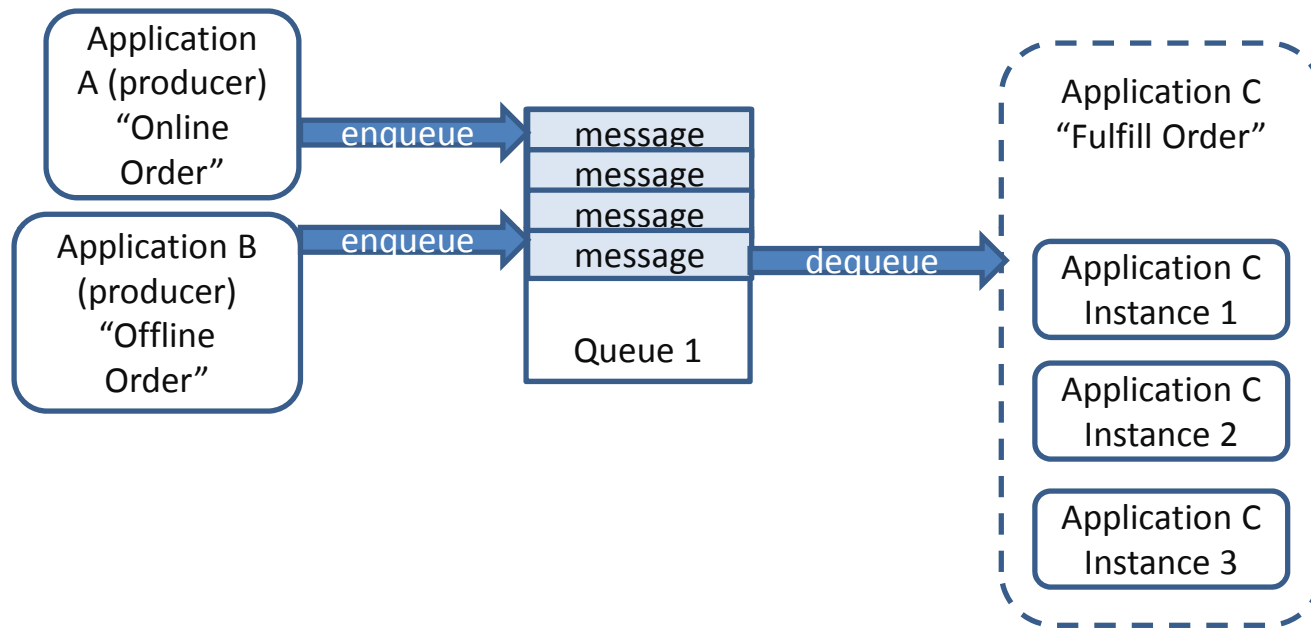 Application
A (producer)
“Online
Order”
Application B
(producer)
“Offline
Order”
enqueue
enqueue
message
message
message
message
Queue 1
dequeue
Application C
“Fulfill Order”
Application C
Instance 1
Application C
Instance 2
Application C
Instance 3